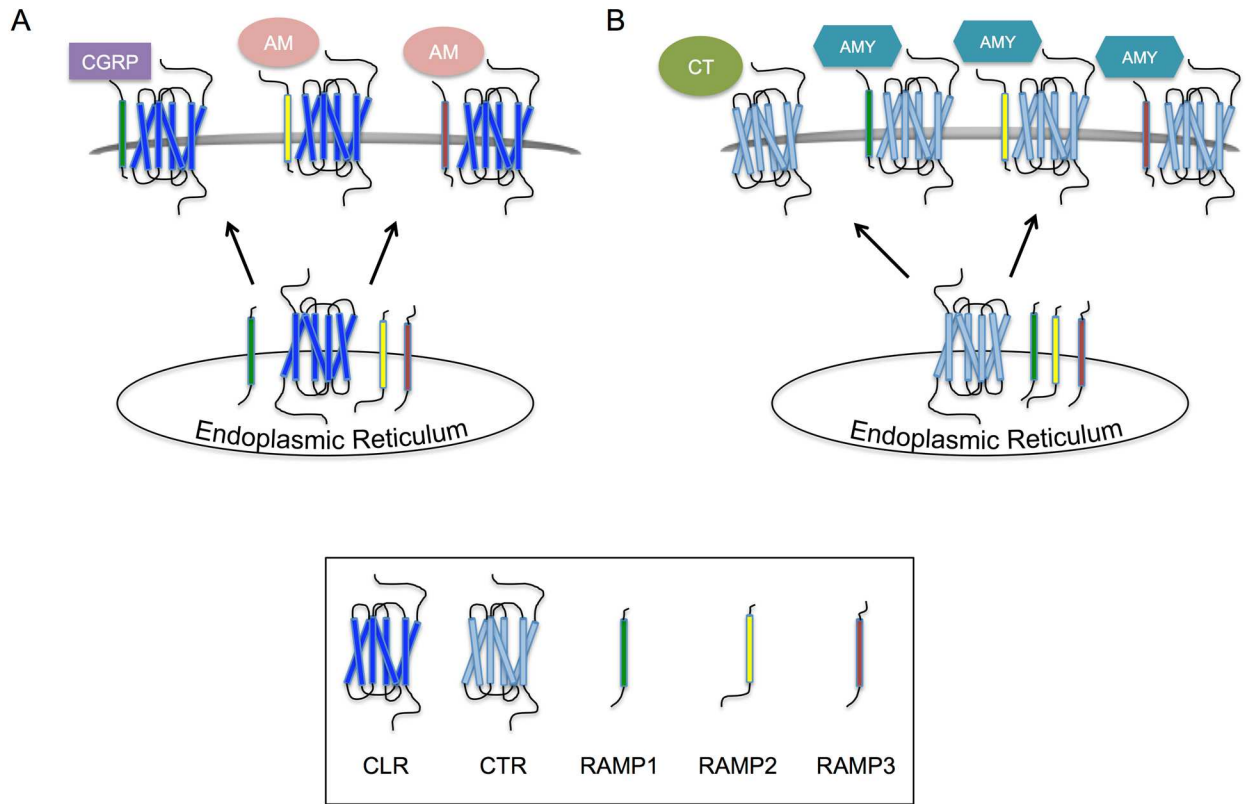 A
CGRP
AM
AM
Endoplasmic Reticulum
B
CT
AMY
AMY
AMY
Endoplasmic Reticulum
CLR CTR RAMP1 RAMP2 RAMP3